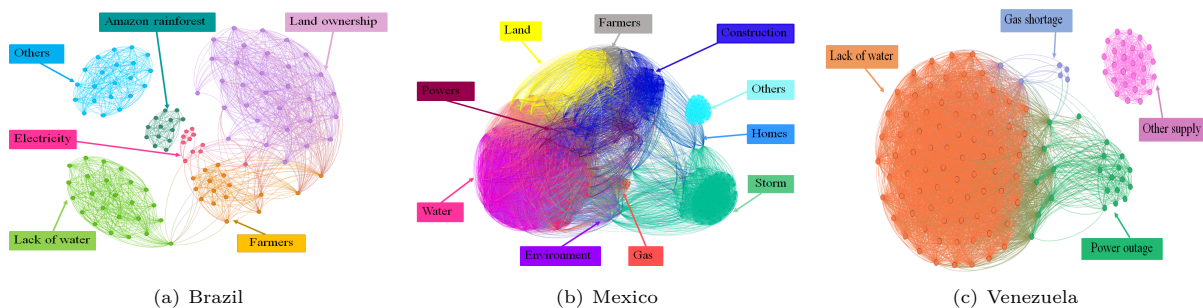 Amazon rainforest
Land ownership
Others
Electricity
Lack of water
Farmers
(a) Brazil
Farmers
Land
Construction
Powers
Others
Homes
Storm
Water
Environment
Gas
(b) Mexico
Gas shortage
Lack of water
Other supply
Power outage
(c) Venezuela